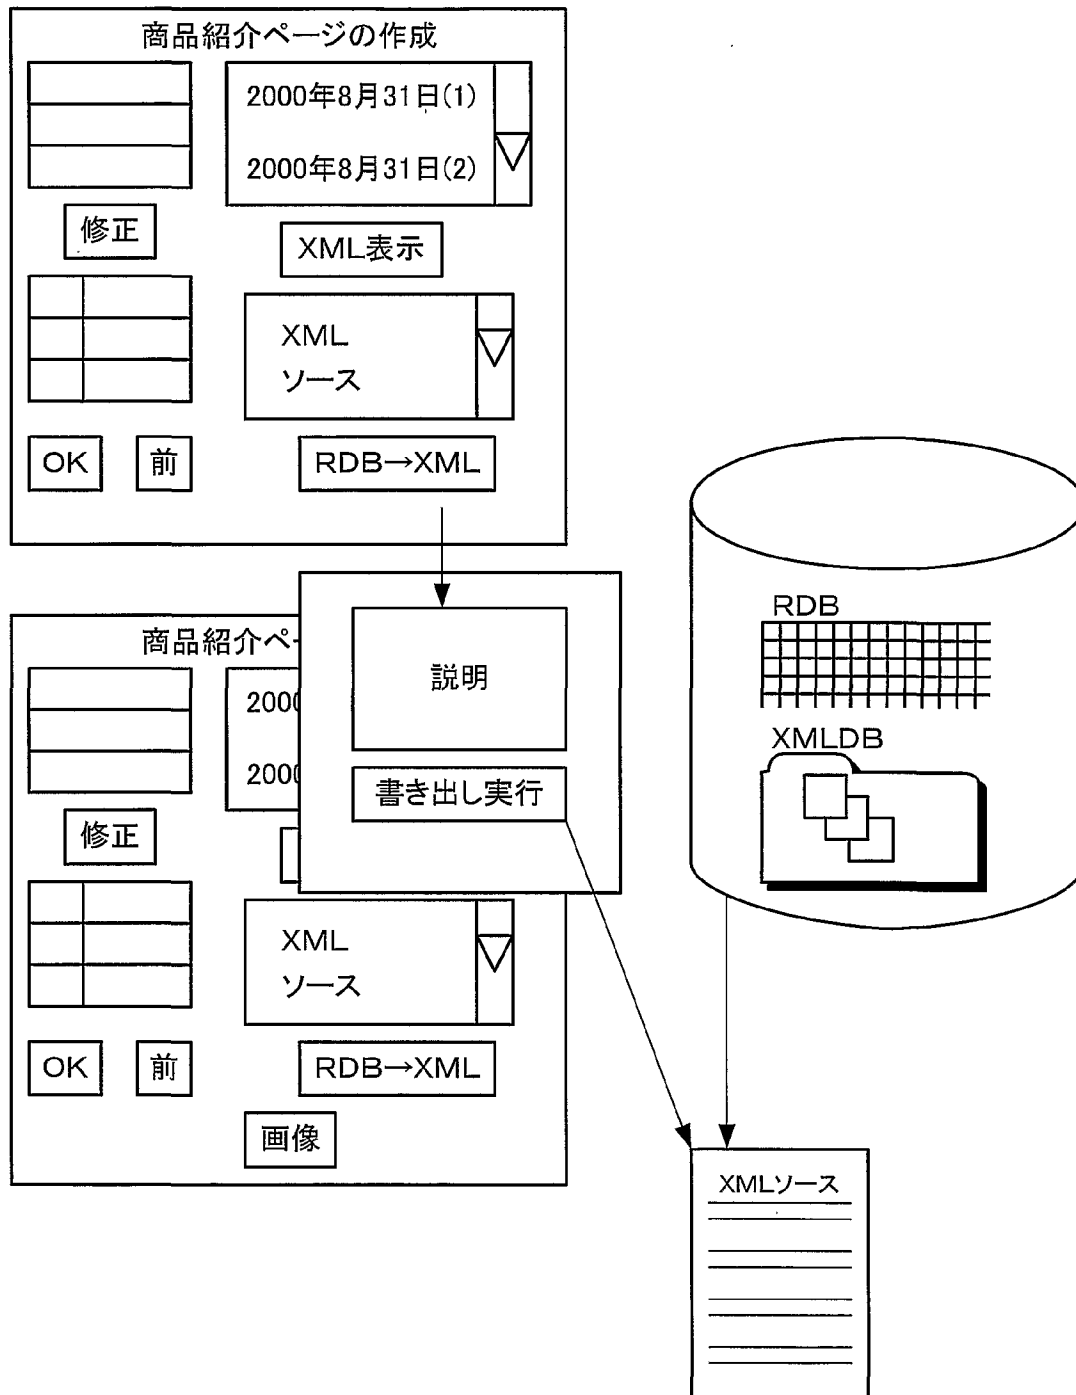 商品紹介ページの作成
2000年8月31日(1)
2000年8月31日(2)
修正
XML表示
XML
ソース
OK
前
RDB→XML
商品紹介ペー
2000
2000
修正
XML
ソース
OK
前
RDB→XML
画像
説明
書き出し実行
RDB
XMLDB
XMLソース